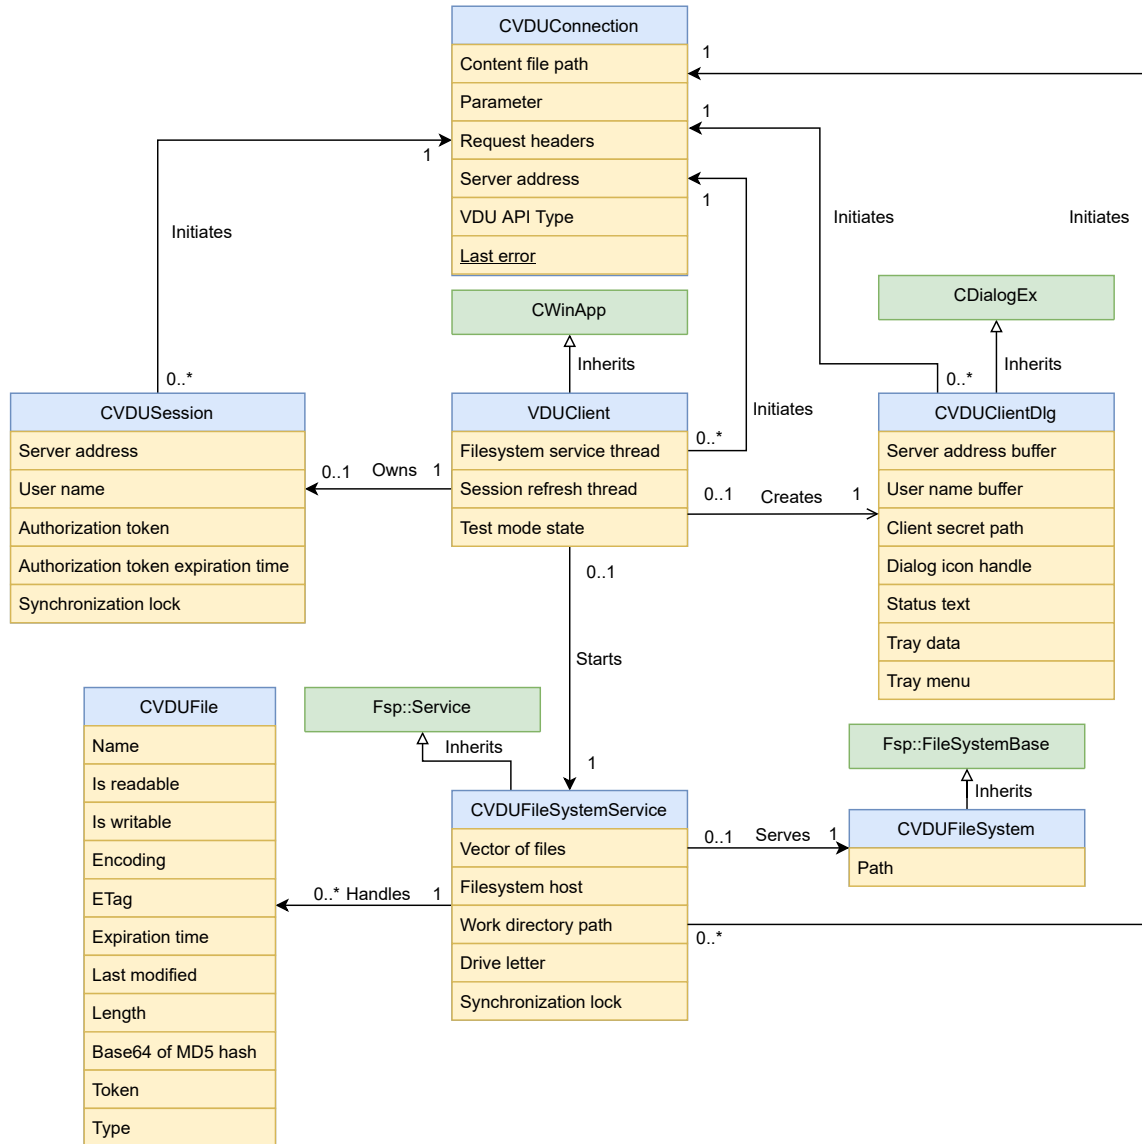 CVDUConnection
Content file path
Parameter
Request headers
Server address
VDU API Type
Last error
1
1
1
1
Initiates
Initiates
Initiates
CWinApp
Inherits
CDialogEx
Inherits
0..*
0..*
CVDUSession
Server address
User name
Authorization token
Authorization token expiration time
Synchronization lock
0..1 Owns 1
VDUClient
Filesystem service thread
Session refresh thread
Test mode state
Initiates
0..*
0..1 Creates 1
CVDUClientDlg
Server address buffer
User name buffer
Client secret path
Dialog icon handle
Status text
Tray data
Tray menu
0..1
Starts
1
CVDUFile
Name
Is readable
Is writable
Encoding
ETag
Expiration time
Last modified
Length
Base64 of MD5 hash
Token
Type
Fsp::Service
Inherits
0..* Handles 1
CVDUFileSystemService
Vector of files
Filesystem host
Work directory path
Drive letter
Synchronization lock
0..1 Serves 1
0..*
Fsp::FileSystemBase
Inherits
CVDUFileSystem
Path